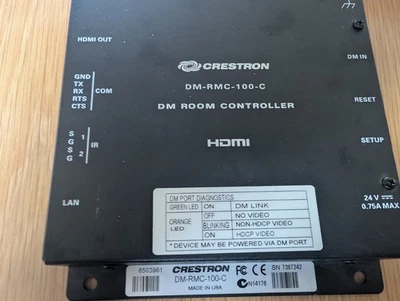 HDMI OUT
CRESTRON
DM-RMC-100-C
DM ROOM CONTROLLER
HDMI
GND
TX
RX COM
RTS
CTS
S 1
G
S 2 IR
G
LAN
DM IN
RESET
SETUP
24 V
0.75A MAX
DM PORT DIAGNOSTICS
GREEN LED ON DM LINK
ORANGE LED OFF NO VIDEO
BLINKING NON-HDCP VIDEO
ON HDCP VIDEO
* DEVICE MAY BE POWERED VIA DM PORT
6503961
CRESTRON
DM-RMC-100-C
MADE IN USA
FC CE
N14176
SN: 7367242